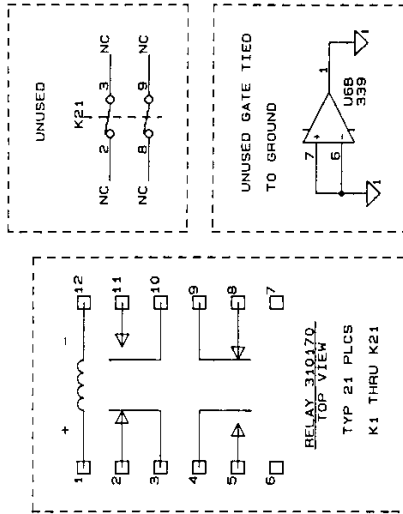 + -
1 12
2 11
3 10
4 9
5 8
6 7
RELAY 310170
TOP VIEW
TYP 21 PLCS
K1 THRU K21
UNUSED
K21
NC 2 3 NC
NC 8 9 NC
UNUSED GATE TIED
TO GROUND
7 + 1
6 -
U6B
339
1
1